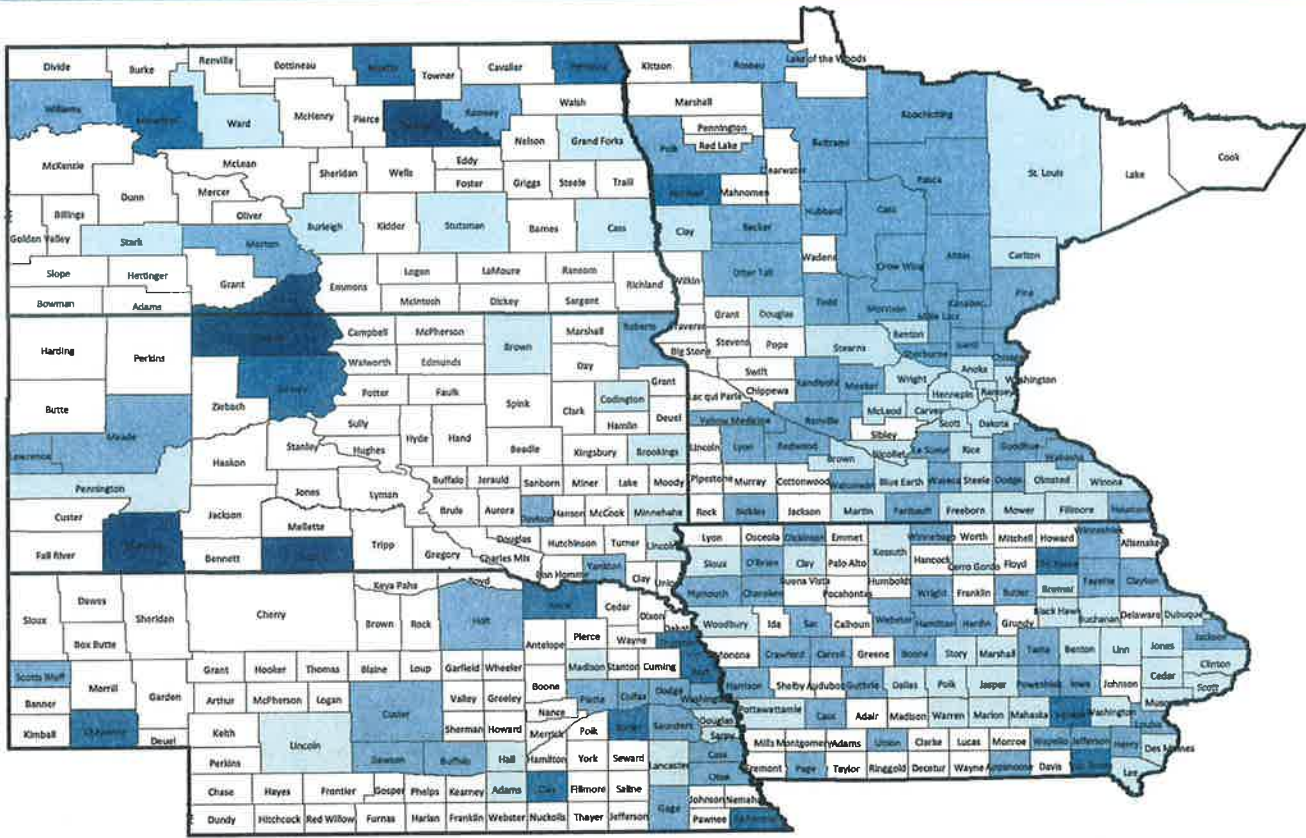 Divide Burke Renville Bottineau Rolette Towner Cavalier Pembina
Williams Mountrail Ward McHenry Pierce Ramsey Walsh
McKenzie Dunn McLean Sheridan Wells Eddy Nelson Grand Forks
Mercer Foster Griggs Steele Traill
Billings Oliver
Golden Valley Stark Morton Burleigh Kidder Stutsman Barnes Cass
Slope Hettinger Grant Emmons Logan LaMoure Ransom Richland
Bowman Adams McIntosh Dickey Sargent
Kittson Roseau Lake of the Woods
Marshall Koochiching
Pennington Beltrami St. Louis Lake Cook
Polk Red Lake Clearwater Itasca
Norman Mahnomen Hubbard Cass
Clay Becker Wadena Crow Wing Aitkin Carlton
Wilkin Otter Tail Todd Morrison Mille Lacs Kanabec Pine
Traverse Grant Douglas Benton Isanti
Big Stone Stevens Pope Stearns Sherburne Chisago
Swift Kandiyohi Meeker Wright Anoka Washington
Lac qui Parle Chippewa Hennepin Ramsey
Yellow Medicine Renville McLeod Carver Scott Dakota
Lincoln Lyon Redwood Sibley Nicollet Le Sueur Rice Goodhue Wabasha
Brown
Pipestone Murray Cottonwood Watonwan Blue Earth Waseca Steele Dodge Olmsted Winona
Rock Nobles Jackson Martin Faribault Freeborn Mower Fillmore Houston
Harding Perkins Campbell McPherson Brown Marshall Roberts
Dewey Walworth Edmunds Day
Butte Ziebach Potter Faulk Spink Clark Codington Grant
Meade Sully Hamlin Deuel
Lawrence Haakon Stanley Hughes Hyde Hand Beadle Kingsbury Brookings
Pennington Jones Lyman Buffalo Jerauld Sanborn Miner Lake Moody
Custer Jackson Mellette Brule Aurora Davison Hanson McCook Minnehaha
Fall River Bennett Tripp Gregory Douglas Hutchinson Turner Lincoln
Charles Mix Bon Homme Yankton Clay Union
Sioux Dawes Sheridan Cherry Keya Paha Boyd Knox Cedar Dixon Dakota
Box Butte Brown Rock Holt Antelope Pierce Wayne
Scotts Bluff Morrill Garden Grant Hooker Thomas Blaine Loup Garfield Wheeler Madison Stanton Cuming Burt
Banner Arthur McPherson Logan Custer Valley Greeley Boone Platte Colfax Dodge Washington
Kimball Cheyenne Deuel Keith Lincoln Sherman Howard Nance Merrick Polk Butler Saunders Douglas Sarpy
Perkins Dawson Buffalo Hall Hamilton York Seward Lancaster Cass
Chase Hayes Frontier Gosper Phelps Kearney Adams Clay Fillmore Saline Otoe
Dundy Hitchcock Red Willow Furnas Harlan Franklin Webster Nuckolls Thayer Jefferson Gage Johnson Nemaha
Pawnee Richardson
Lyon Osceola Dickinson Emmet Kossuth Winnebago Worth Mitchell Howard Winneshiek Allamakee
Sioux O'Brien Clay Palo Alto Hancock Cerro Gordo Floyd Chickasaw
Plymouth Cherokee Buena Vista Pocahontas Humboldt Wright Franklin Butler Bremer Fayette Clayton
Woodbury Ida Sac Calhoun Webster Hamilton Hardin Grundy Black Hawk Buchanan Delaware Dubuque
Monona Crawford Carroll Greene Boone Story Marshall Tama Benton Linn Jones Jackson
Harrison Shelby Audubon Guthrie Dallas Polk Jasper Poweshiek Iowa Johnson Cedar Clinton
Scott
Pottawattamie Cass Adair Madison Warren Marion Mahaska Keokuk Washington Louisa
Mills Montgomery Adams Union Clarke Lucas Monroe Wapello Jefferson Henry Des Moines
Fremont Page Taylor Ringgold Decatur Wayne Appanoose Davis Van Buren Lee